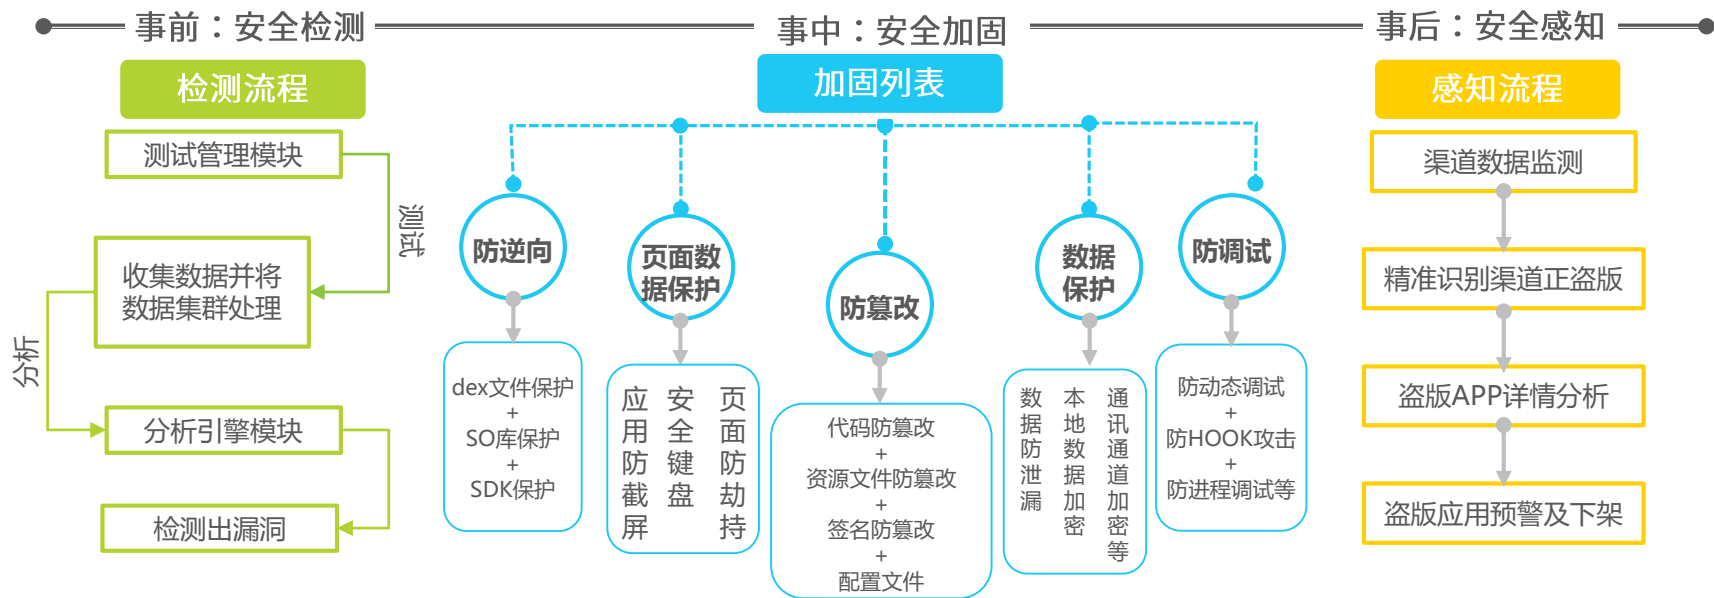 事前：安全检测
事中：安全加固
事后：安全感知
检测流程
测试管理模块
测试
收集数据并将
数据集群处理
分析
分析引擎模块
检测出漏洞
加固列表
防逆向
dex文件保护
+
SO库保护
+
SDK保护
页面数
据保护
应用防截屏
安全键盘
页面防劫持
防篡改
代码防篡改
+
资源文件防篡改
+
签名防篡改
+
配置文件
数据
保护
数据防泄漏
本地数据加密
通讯通道加密等
防调试
防动态调试
+
防HOOK攻击
+
防进程调试等
感知流程
渠道数据监测
精准识别渠道正盗版
盗版APP详情分析
盗版应用预警及下架